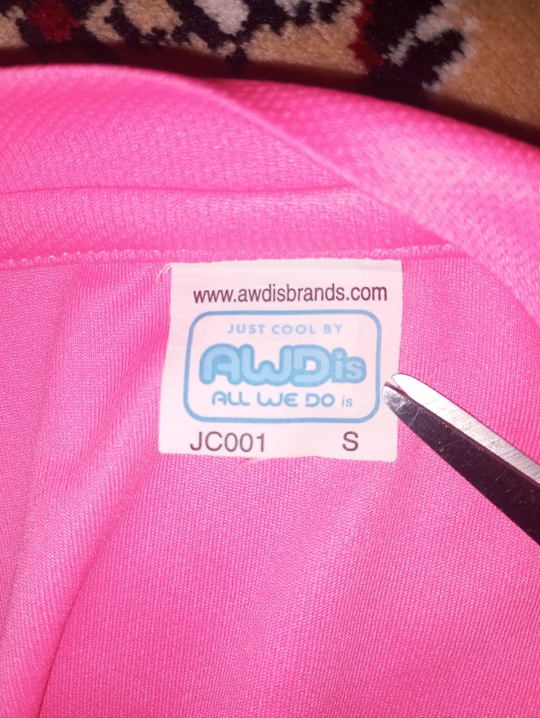 www.awdisbrands.com
JUST COOL BY
AWDis
ALL WE DO is
JC001 S